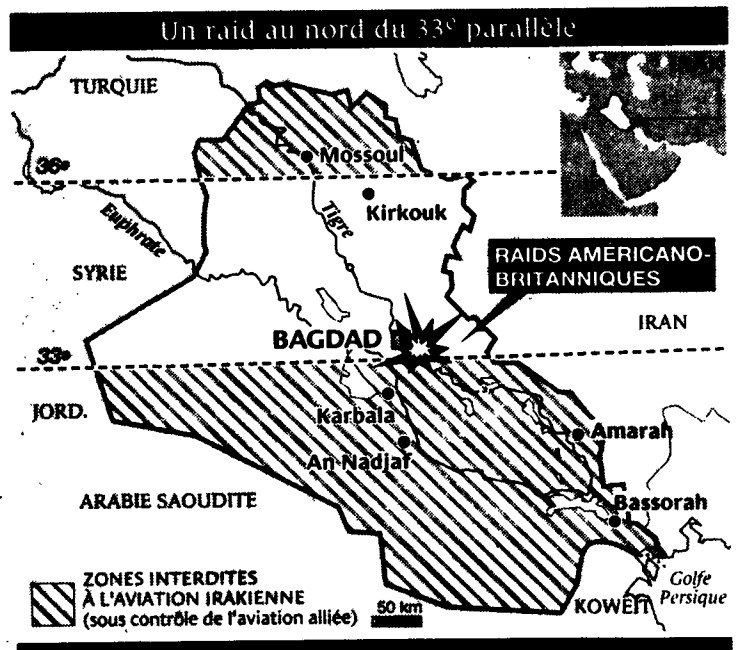 Un raid au nord du 33e parallèle
TURQUIE
36e
Mossoul
Kirkouk
Euphrate
Tigre
SYRIE
RAIDS AMÉRICANO-
BRITANNIQUES
IRAN
BAGDAD
33e
JORD.
Karbala
An Nadjaf
Amarah
Bassorah
ARABIE SAOUDITE
ZONES INTERDITES
À L'AVIATION IRAKIENNE
(sous contrôle de l'aviation alliée)
50 km
KOWEÏT
Golfe
Persique